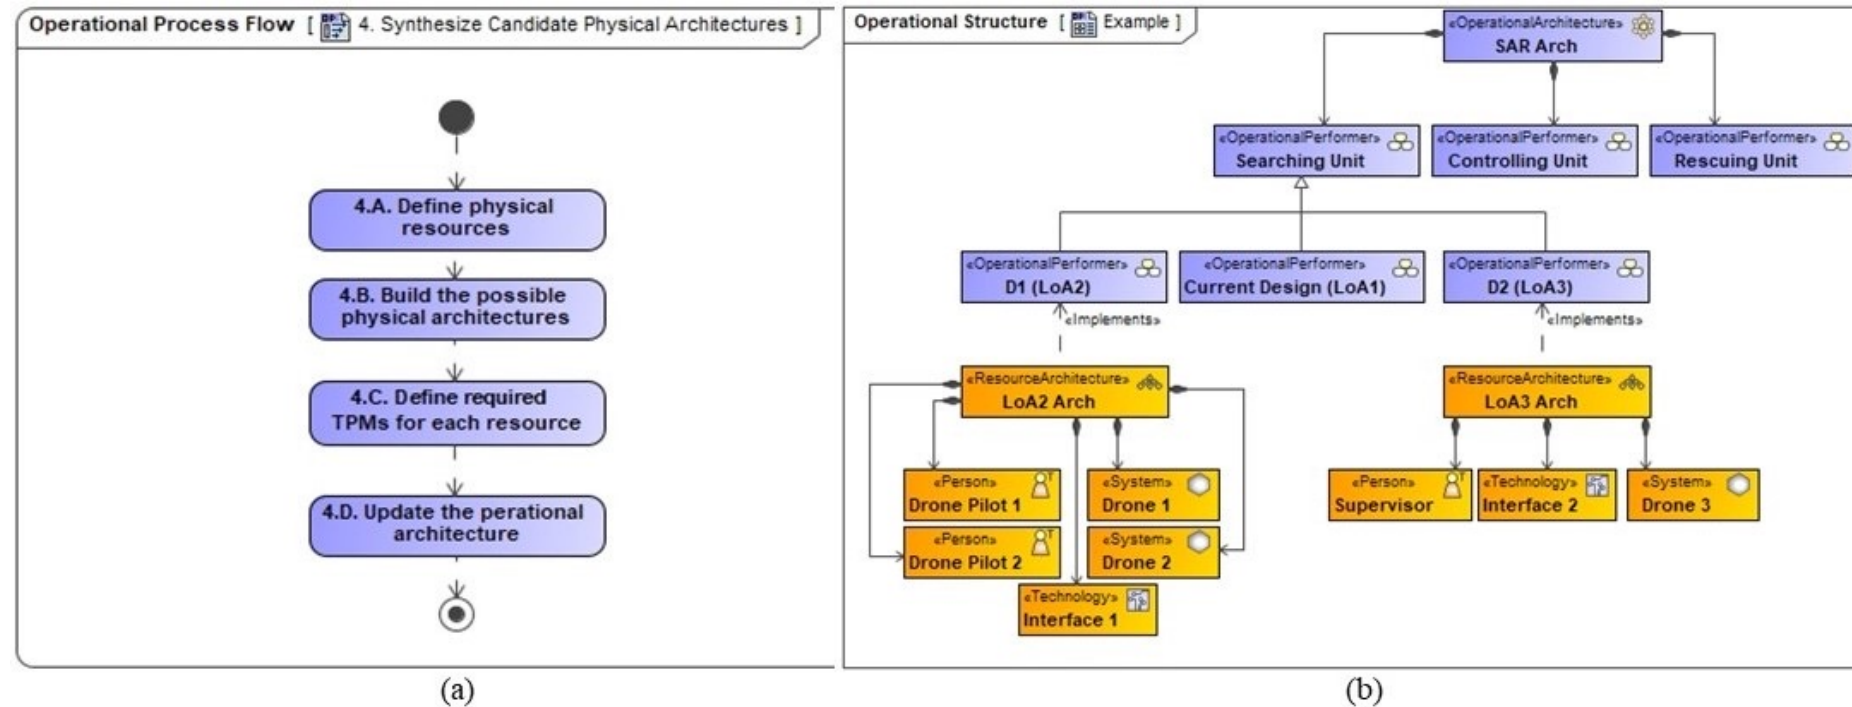 Operational Process Flow [ 4. Synthesize Candidate Physical Architectures ]
4.A. Define physical
resources
4.B. Build the possible
physical architectures
4.C. Define required
TPMs for each resource
4.D. Update the perational
architecture
(a)
Operational Structure [ Example ]
«OperationalArchitecture»
SAR Arch
«OperationalPerformer»
Searching Unit
«OperationalPerformer»
Controlling Unit
«OperationalPerformer»
Rescuing Unit
«OperationalPerformer»
D1 (LoA2)
«OperationalPerformer»
Current Design (LoA1)
«OperationalPerformer»
D2 (LoA3)
«Implements»
«Implements»
«ResourceArchitecture»
LoA2 Arch
«ResourceArchitecture»
LoA3 Arch
«Person»
Drone Pilot 1
«System»
Drone 1
«Person»
Supervisor
«Technology»
Interface 2
«System»
Drone 3
«Person»
Drone Pilot 2
«System»
Drone 2
«Technology»
Interface 1
(b)